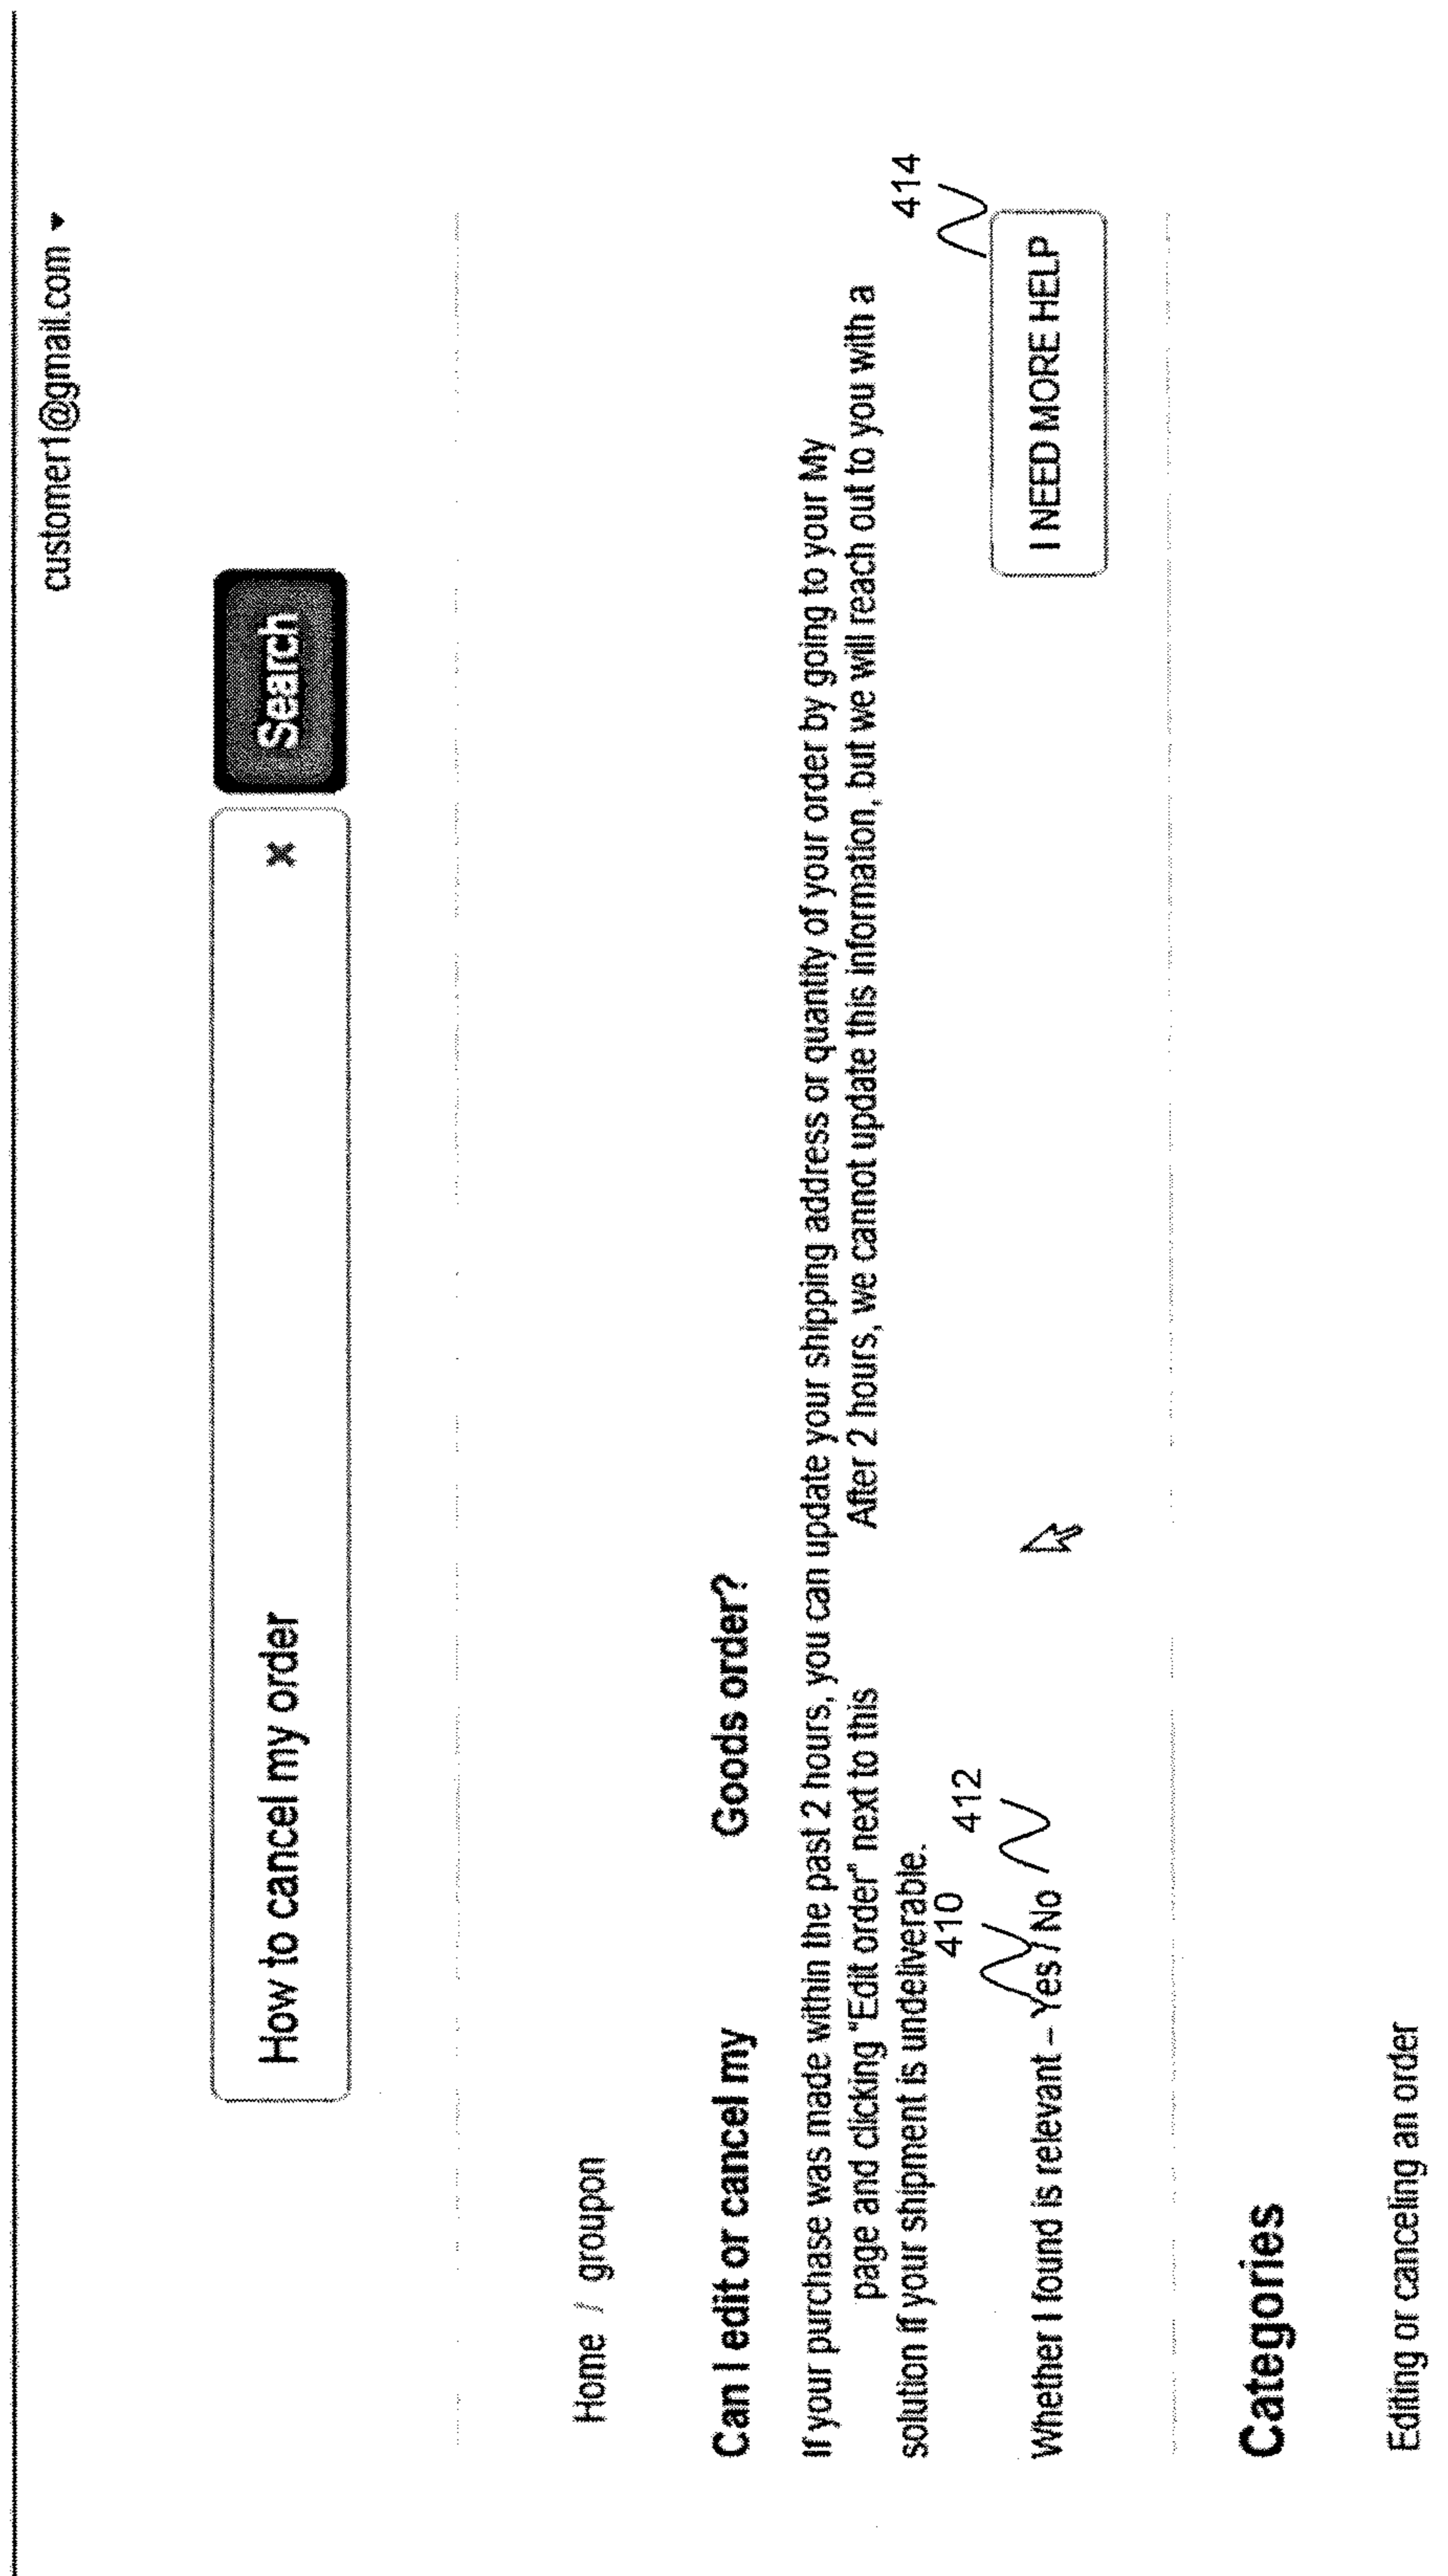 customer1@gmail.com
How to cancel my order × Search
Home / groupon
Can I edit or cancel my Goods order?
If your purchase was made within the past 2 hours, you can update your shipping address or quantity of your order by going to your My
page and clicking "Edit order" next to this After 2 hours, we cannot update this information, but we will reach out to you with a
solution if your shipment is undeliverable.
410
412
414
Whether I found is relevant – Yes / No
I NEED MORE HELP
Categories
Editing or canceling an order